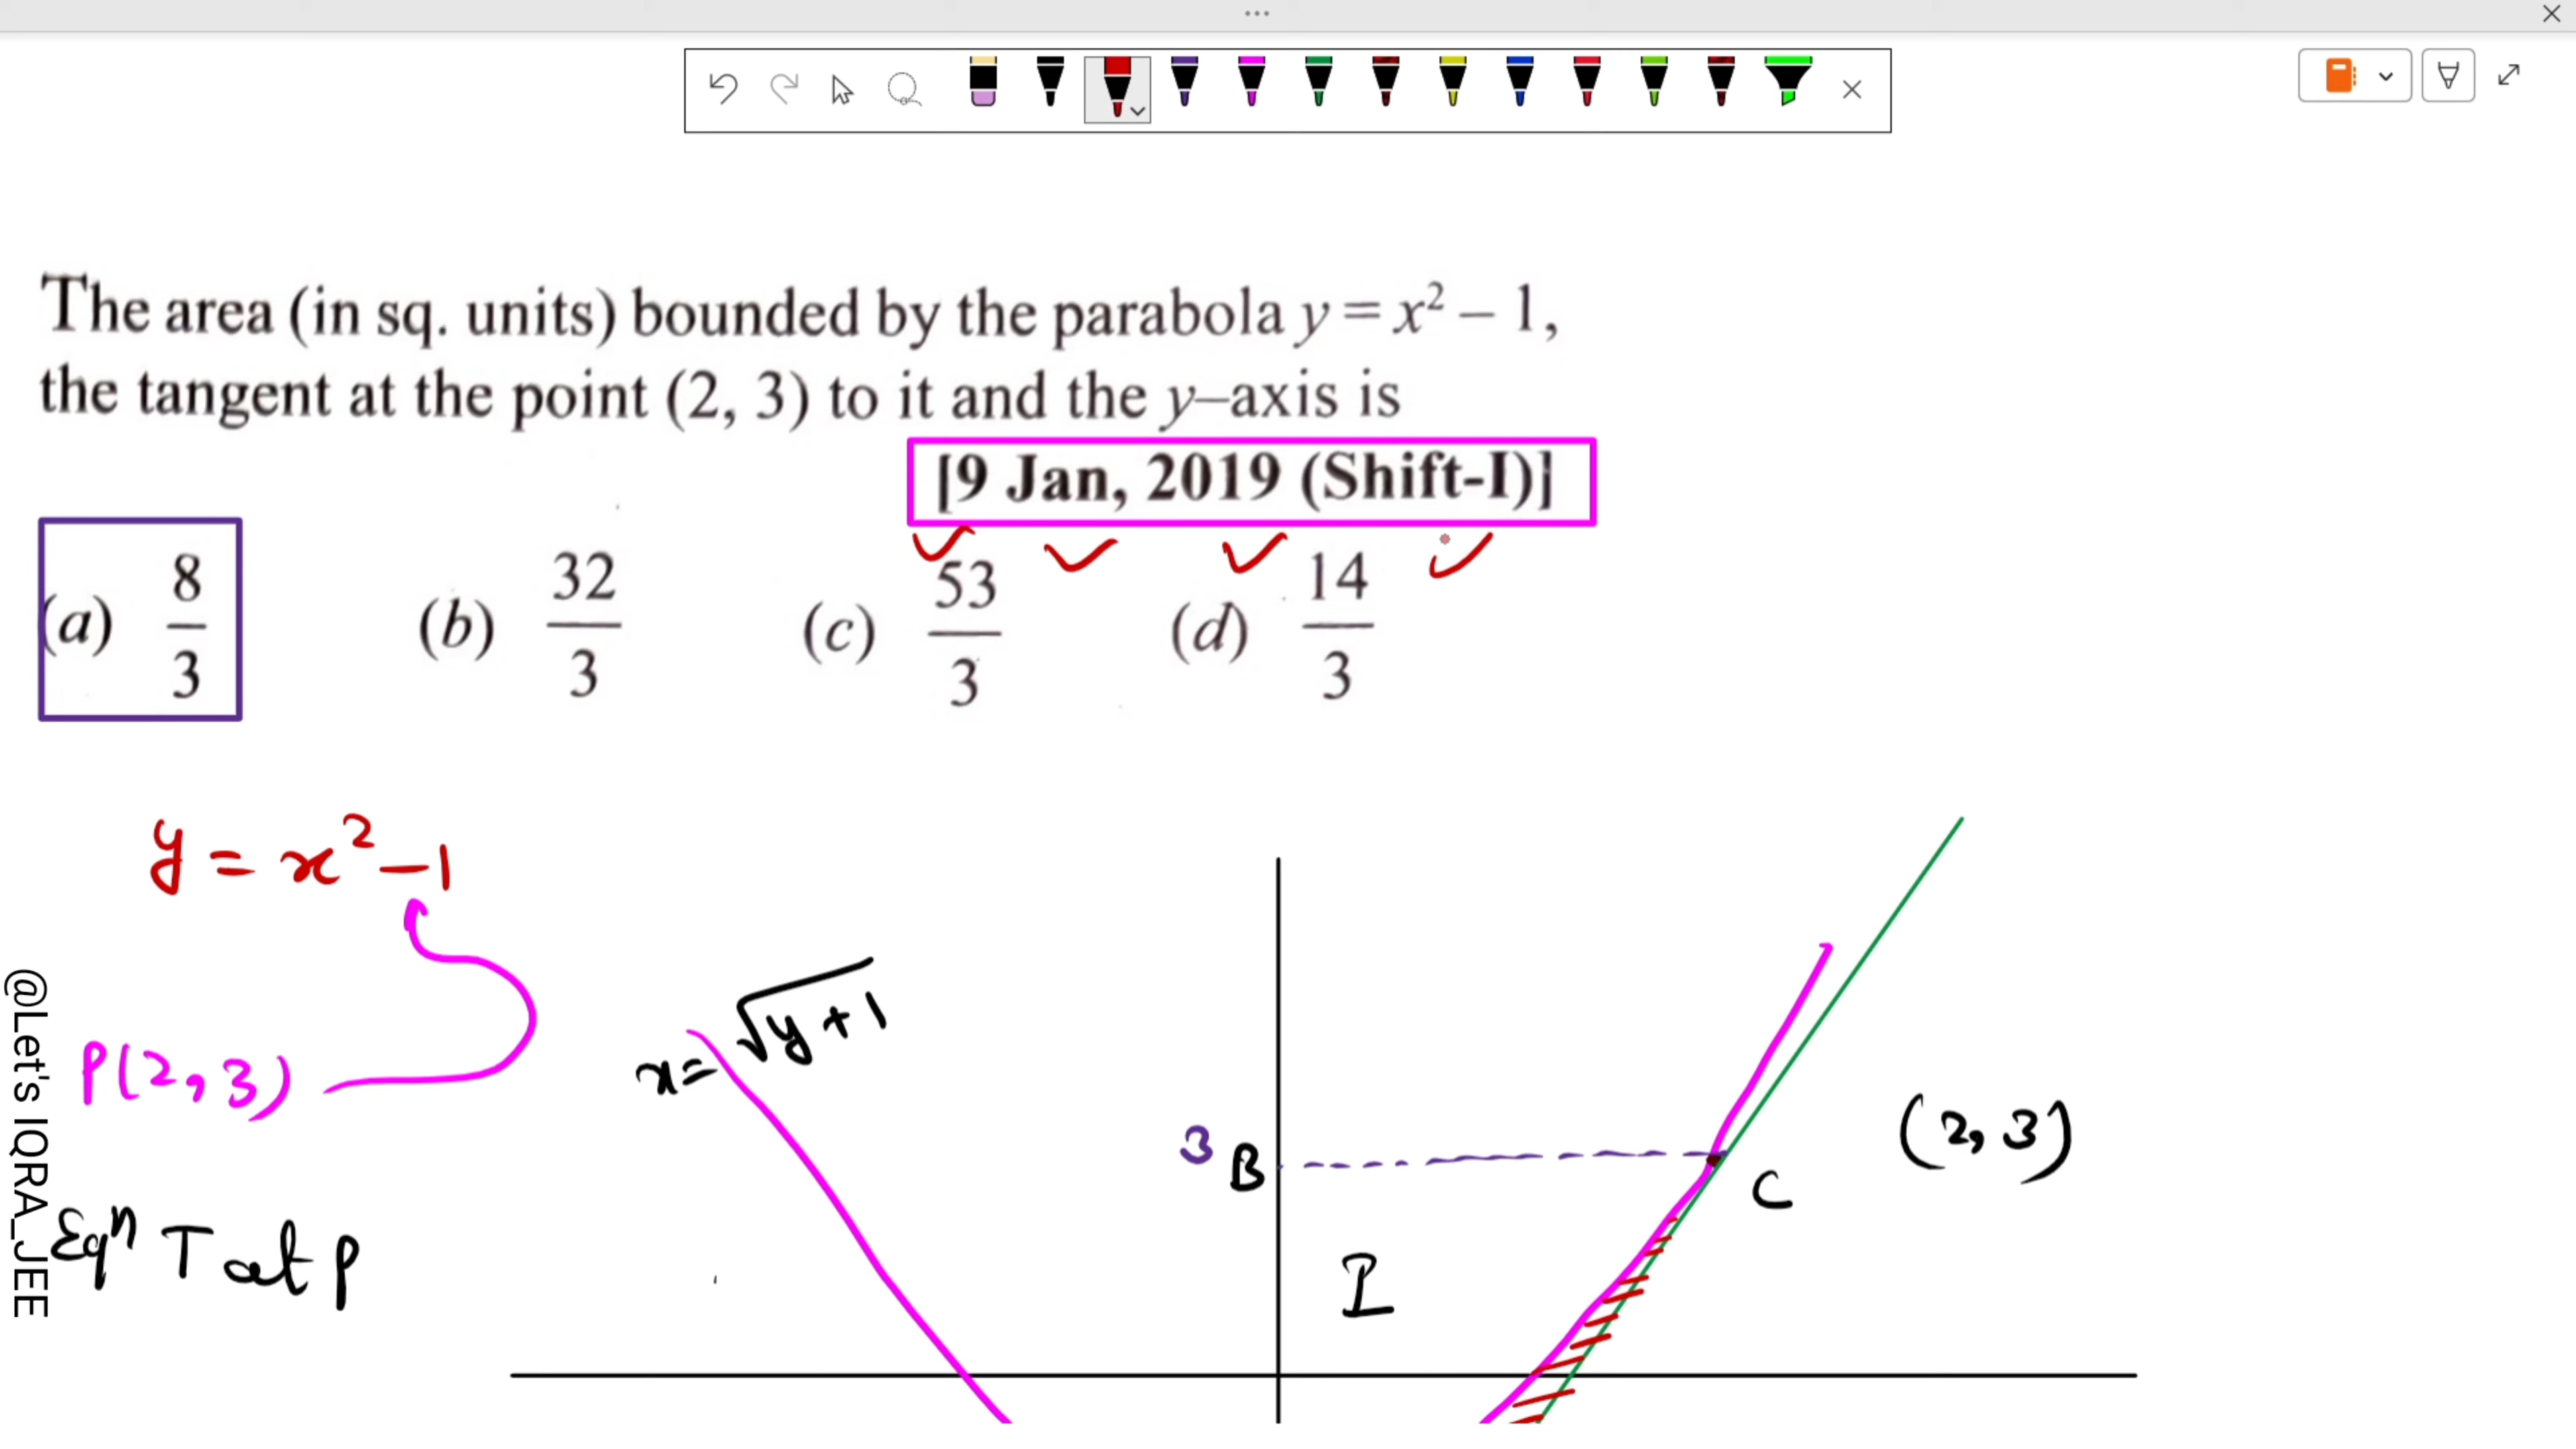 The area (in sq. units) bounded by the parabola y = x² – 1,
the tangent at the point (2, 3) to it and the y–axis is
[9 Jan, 2019 (Shift-I)]
(a) 8/3 (b) 32/3 (c) 53/3 (d) 14/3
y = x² – 1
x = √(y + 1)
P(2, 3)
3 B
C
(2, 3)
Eqⁿ T at P
I
@Let's IQRA_JEE